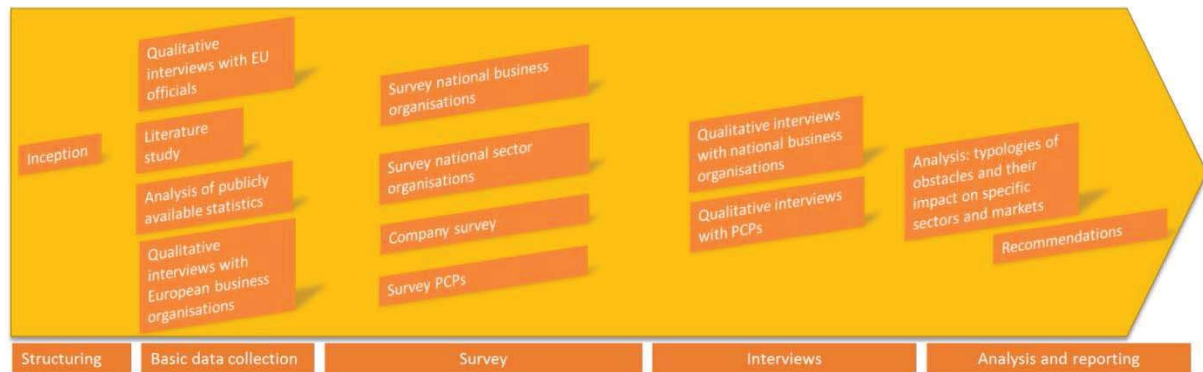 Inception
Qualitative
interviews with EU
officials
Literature
study
Analysis of publicly
available statistics
Qualitative
interviews with
European business
organisations
Survey national business
organisations
Survey national sector
organisations
Company survey
Survey PCPs
Qualitative interviews
with national business
organisations
Qualitative interviews
with PCPs
Analysis: typologies of
obstacles and their
impact on specific
sectors and markets
Recommendations
Structuring
Basic data collection
Survey
Interviews
Analysis and reporting